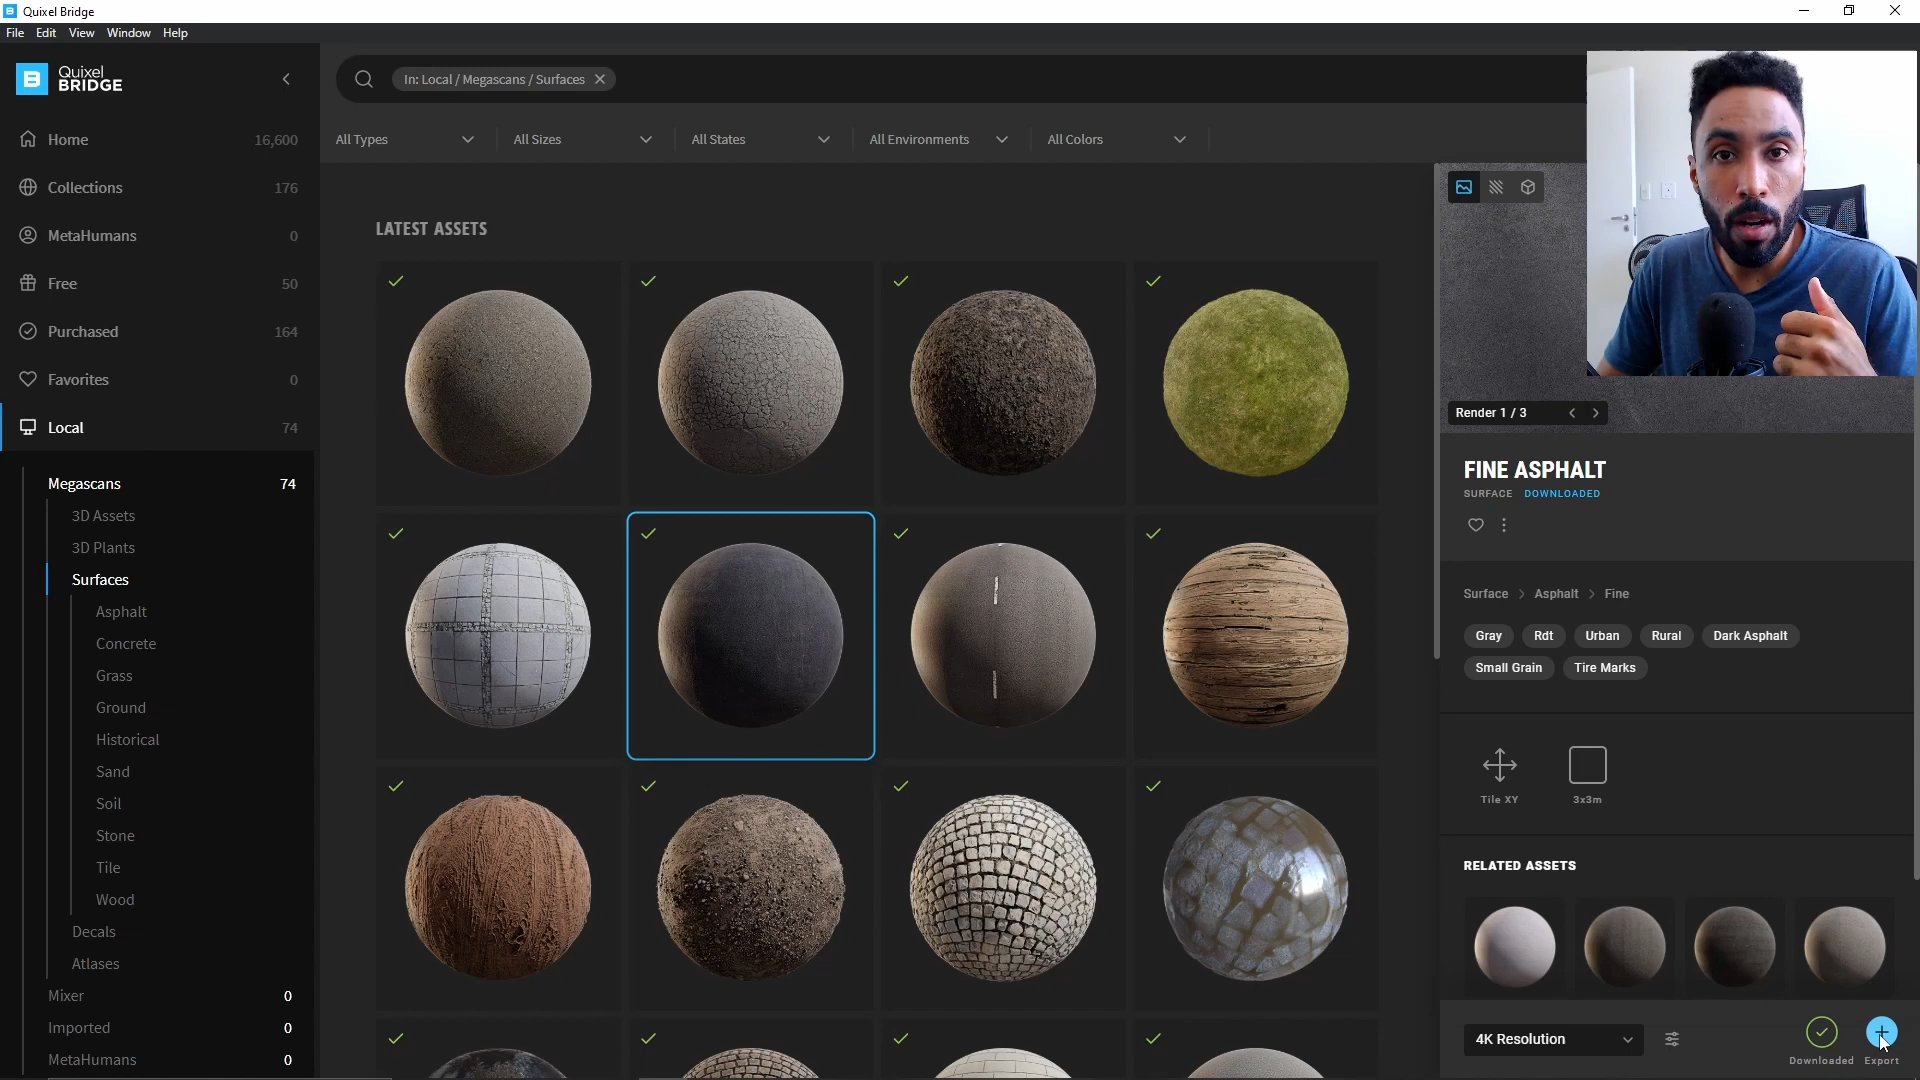 Quixel Bridge
File Edit View Window Help
Quixel
BRIDGE
In: Local / Megascans / Surfaces
Home 16,600
Collections 176
MetaHumans 0
Free 50
Purchased 164
Favorites 0
Local 74
Megascans 74
3D Assets
3D Plants
Surfaces
Asphalt
Concrete
Grass
Ground
Historical
Sand
Soil
Stone
Tile
Wood
Decals
Atlases
Mixer 0
Imported 0
MetaHumans 0
All Types All Sizes All States All Environments All Colors
LATEST ASSETS
Render 1 / 3
FINE ASPHALT
SURFACE DOWNLOADED
Surface > Asphalt > Fine
Gray Rdt Urban Rural Dark Asphalt
Small Grain Tire Marks
Tile XY 3x3m
RELATED ASSETS
4K Resolution
Downloaded Export